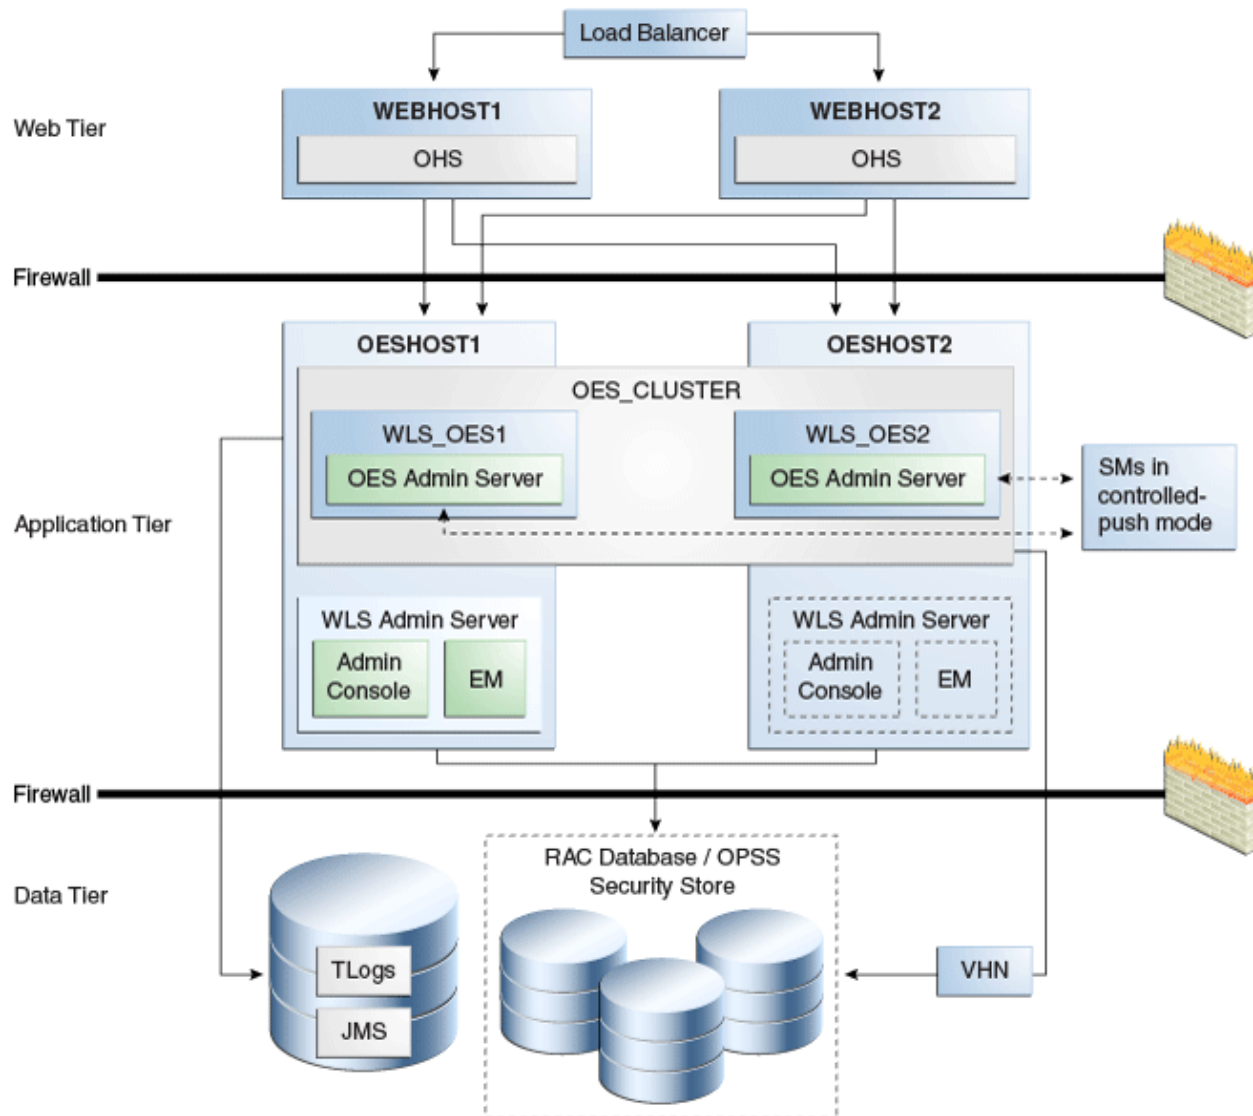 Load Balancer
WEBHOST1
WEBHOST2
Web Tier
OHS
OHS
Firewall
OESHOST1
OESHOST2
OES_CLUSTER
WLS_OES1
WLS_OES2
OES Admin Server
OES Admin Server
SMs in
controlled-
push mode
Application Tier
WLS Admin Server
WLS Admin Server
Admin
Console
EM
Admin
Console
EM
Firewall
RAC Database / OPSS
Security Store
Data Tier
TLogs
JMS
VHN